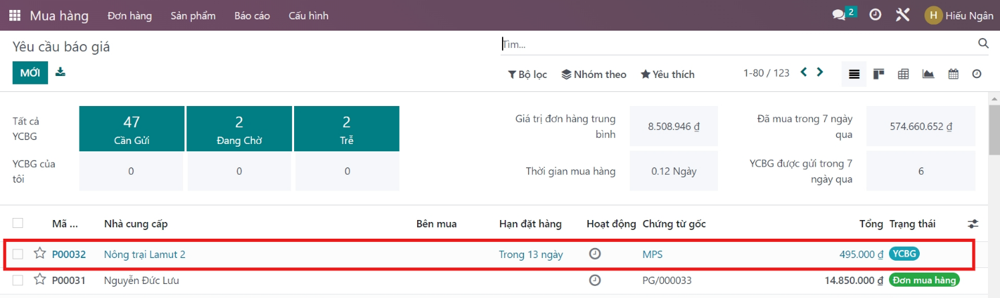 Mua hàng Đơn hàng Sản phẩm Báo cáo Cấu hình 2 H Hiếu Ngân
Yêu cầu báo giá Tìm...
MỚI Bộ lọc Nhóm theo Yêu thích 1-80 / 123
Tất cả YCBG 47 Cần Gửi 2 Đang Chờ 2 Trễ Giá trị đơn hàng trung bình 8.508.946 ₫ Đã mua trong 7 ngày qua 574.660.652 ₫
YCBG của tôi 0 0 0 Thời gian mua hàng 0.12 Ngày YCBG được gửi trong 7 ngày qua 6
Mã ... Nhà cung cấp Bên mua Hạn đặt hàng Hoạt động Chứng từ gốc Tổng Trạng thái
P00032 Nông trại Lamut 2 Trong 13 ngày MPS 495.000 ₫ YCBG
P00031 Nguyễn Đức Lưu PG/000033 14.850.000 ₫ Đơn mua hàng